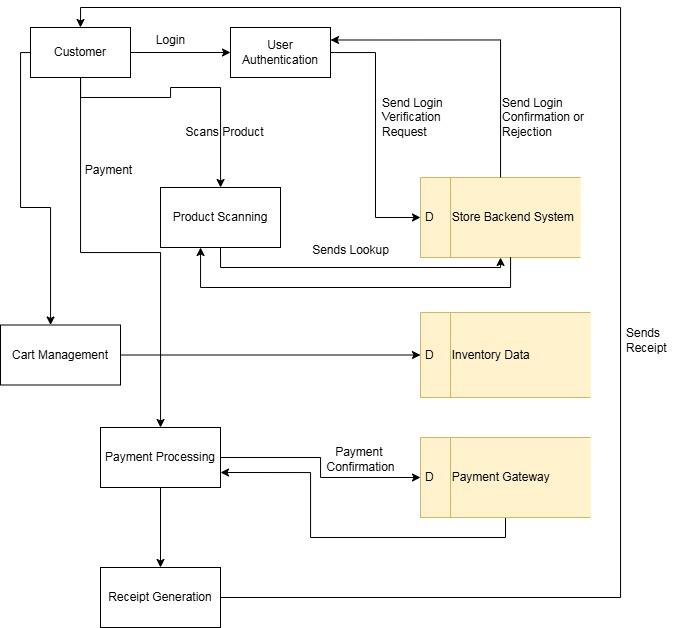 Customer
Login
User
Authentication
Send Login
Verification
Request
Send Login
Confirmation or
Rejection
Scans Product
Payment
Product Scanning
D
Store Backend System
Sends Lookup
Sends
Receipt
Cart Management
D
Inventory Data
Payment Processing
Payment
Confirmation
D
Payment Gateway
Receipt Generation